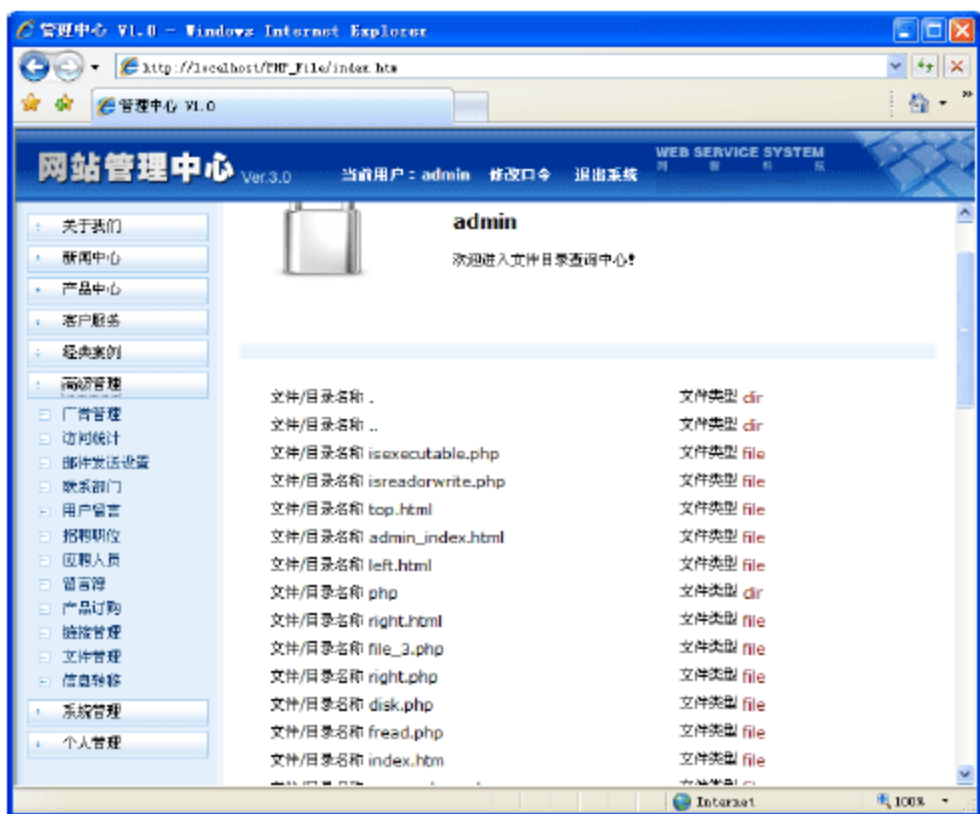 管理中心 V1.0 - Windows Internet Explorer
http://localhost/PHP_File/index.htm
管理中心 V1.0
网站管理中心 Ver.3.0 当前用户：admin 修改口令 退出系统
WEB SERVICE SYSTEM
关于我们
新闻中心
产品中心
客户服务
经典案例
高级管理
广告管理
访问统计
邮件发送设置
联系部门
用户留言
招聘职位
应聘人员
留言簿
产品订购
链接管理
文件管理
信息转移
系统管理
个人管理
admin
欢迎进入文件目录查询中心!
文件/目录名称 . 文件类型 dir
文件/目录名称 .. 文件类型 dir
文件/目录名称 isexecutable.php 文件类型 file
文件/目录名称 isreadorwrite.php 文件类型 file
文件/目录名称 top.html 文件类型 file
文件/目录名称 admin_index.html 文件类型 file
文件/目录名称 left.html 文件类型 file
文件/目录名称 php 文件类型 dir
文件/目录名称 right.html 文件类型 file
文件/目录名称 file_3.php 文件类型 file
文件/目录名称 right.php 文件类型 file
文件/目录名称 disk.php 文件类型 file
文件/目录名称 fread.php 文件类型 file
文件/目录名称 index.htm 文件类型 file
Internet 100%